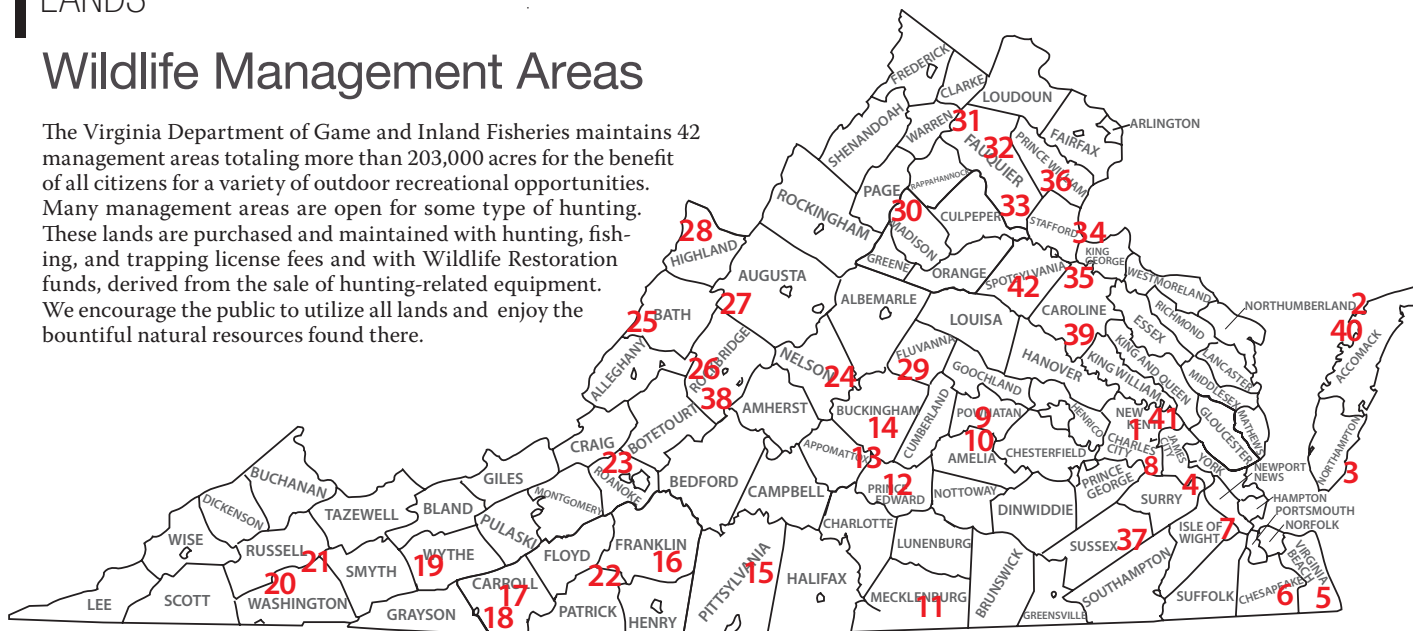 LANDS
Wildlife Management Areas
The Virginia Department of Game and Inland Fisheries maintains 42
management areas totaling more than 203,000 acres for the benefit
of all citizens for a variety of outdoor recreational opportunities.
Many management areas are open for some type of hunting.
These lands are purchased and maintained with hunting, fish-
ing, and trapping license fees and with Wildlife Restoration
funds, derived from the sale of hunting-related equipment.
We encourage the public to utilize all lands and enjoy the
bountiful natural resources found there.
FREDERICK
CLARKE
LOUDOUN
SHENANDOAH
WARREN
31
FAUQUIER
32
PRINCE WILLIAM
36
FAIRFAX
ARLINGTON
PAGE
RAPPAHANNOCK
30
MADISON
CULPEPER
33
STAFFORD
34
KING
GEORGE
ROCKINGHAM
28
HIGHLAND
GREENE
ORANGE
SPOTSYLVANIA
42
35
WESTMORELAND
AUGUSTA
27
ALBEMARLE
LOUISA
CAROLINE
39
ESSEX
RICHMOND
NORTHUMBERLAND
2
40
ACCOMACK
25
BATH
ALLEGHANY
ROCKBRIDGE
26
38
NELSON
24
FLUVANNA
29
GOOCHLAND
HANOVER
KING WILLIAM
KING AND QUEEN
LANCASTER
MIDDLESEX
MATHEWS
GLOUCESTER
NORTHAMPTON
3
BOTETOURT
AMHERST
BUCKINGHAM
14
CUMBERLAND
POWHATAN
9
10
AMELIA
HENRICO
CHESTERFIELD
NEW
KENT
1
41
CHARLES
CITY
8
JAMES
CITY
YORK
4
CRAIG
23
ROANOKE
BEDFORD
CAMPBELL
APPOMATTOX
13
PRINCE
EDWARD
12
NOTTOWAY
DINWIDDIE
PRINCE
GEORGE
SURRY
NEWPORT
NEWS
HAMPTON
PORTSMOUTH
NORFOLK
BUCHANAN
DICKENSON
WISE
RUSSELL
21
20
TAZEWELL
BLAND
GILES
MONTGOMERY
PULASKI
FLOYD
FRANKLIN
16
CHARLOTTE
LUNENBURG
SUSSEX
37
ISLE OF
WIGHT
7
VIRGINIA
BEACH
LEE
SCOTT
WASHINGTON
SMYTH
WYTHE
19
GRAYSON
CARROLL
17
18
22
PATRICK
HENRY
PITTSYLVANIA
15
HALIFAX
MECKLENBURG
11
BRUNSWICK
GREENSVILLE
SOUTHAMPTON
SUFFOLK
CHESAPEAKE
6
5